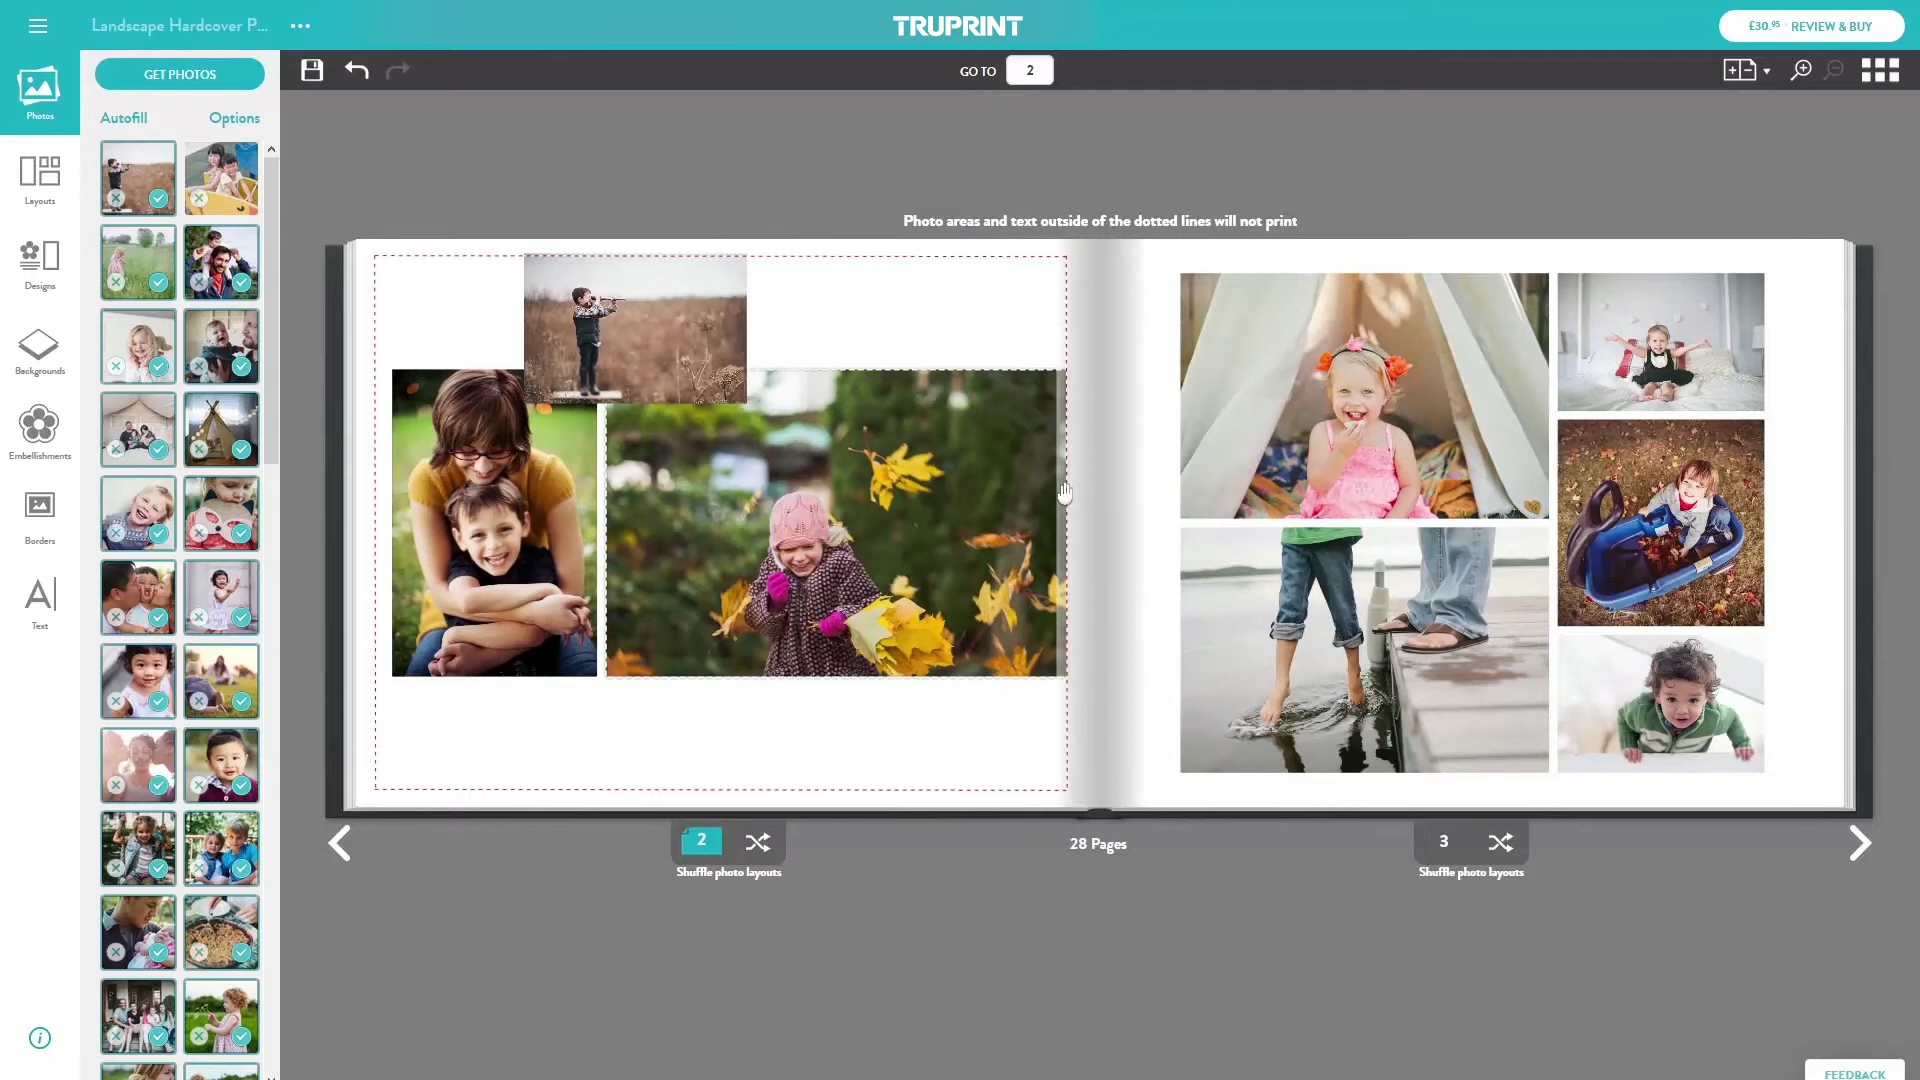 Landscape Hardcover P...
TRUPRINT
£30.95 · REVIEW & BUY
Photos
GET PHOTOS
GO TO 2
Autofill Options
Layouts
Designs
Backgrounds
Embellishments
Borders
Text
Photo areas and text outside of the dotted lines will not print
2
28 Pages
3
Shuffle photo layouts
Shuffle photo layouts
FEEDBACK